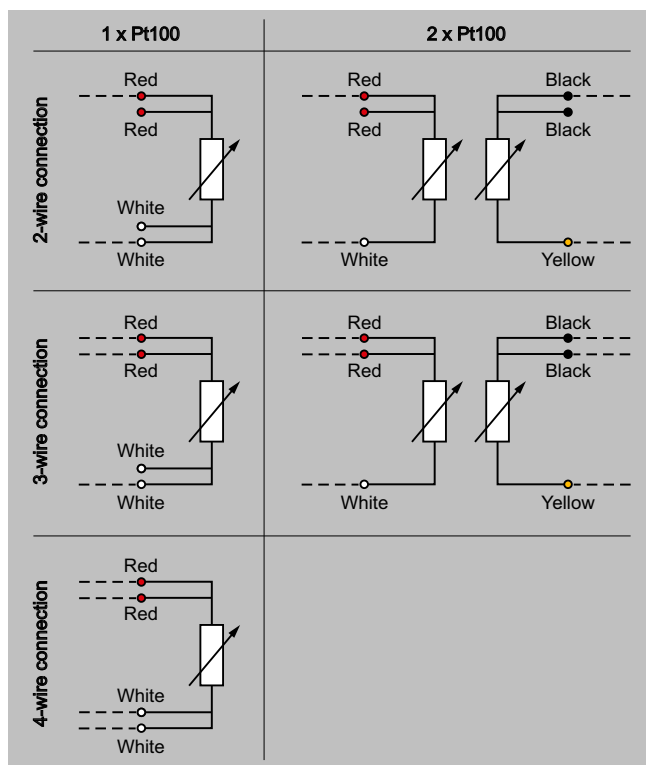 1 x Pt100
2 x Pt100
2-wire connection
Red
Red
White
White
Red
Red
White
Black
Black
Yellow
3-wire connection
Red
Red
White
White
Red
Red
White
Black
Black
Yellow
4-wire connection
Red
Red
White
White